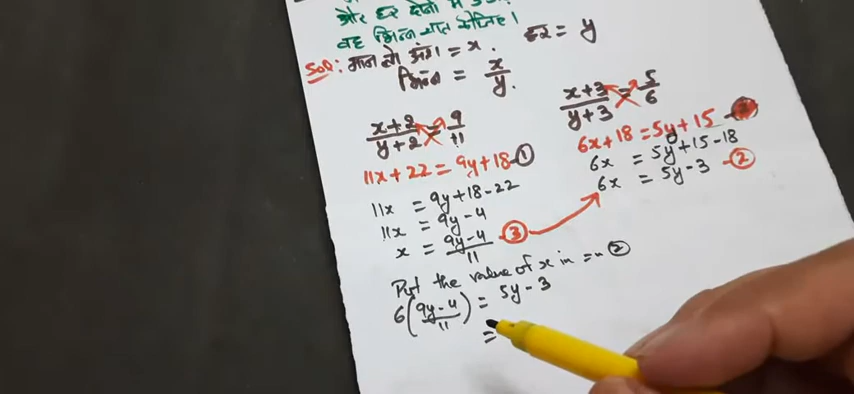 और हर दोनों में
वह भिन्न ज्ञात कीजिए।
Sol: मान लो अंश = x. हर = y
भिन्न = x/y.
(x+2)/(y+2) = 9/11
11x + 22 = 9y + 18 - ①
11x = 9y + 18 - 22
11x = 9y - 4
x = (9y - 4)/11 - ③
(x+3)/(y+3) = 5/6
6x + 18 = 5y + 15
6x = 5y + 15 - 18
6x = 5y - 3 - ②
Put the value of x in =n ②
6((9y - 4)/11) = 5y - 3
=